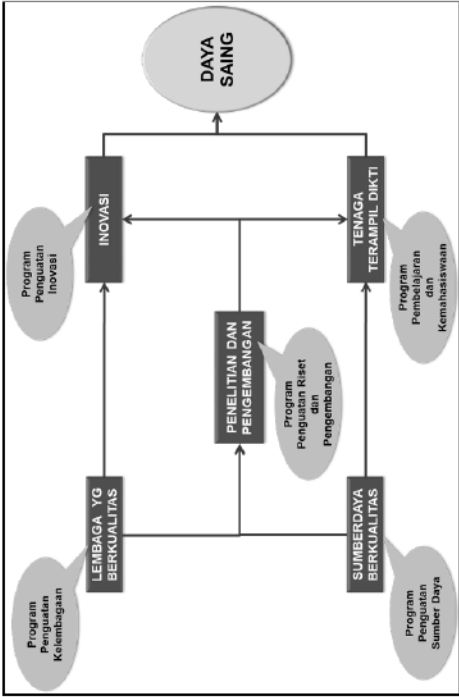 DAYA
SAING
Program
Penguatan
Inovasi
INOVASI
TENAGA
TERAMPIL DIKTI
Program
Pembelajaran
dan
Kemahasiswaan
PENELITIAN DAN
PENGEMBANGAN
Program
Penguatan Riset
dan
Pengembangan
LEMBAGA YG
BERKUALITAS
Program
Penguatan
Kelembagaan
SUMBERDAYA
BERKUALITAS
Program
Penguatan
Sumber Daya